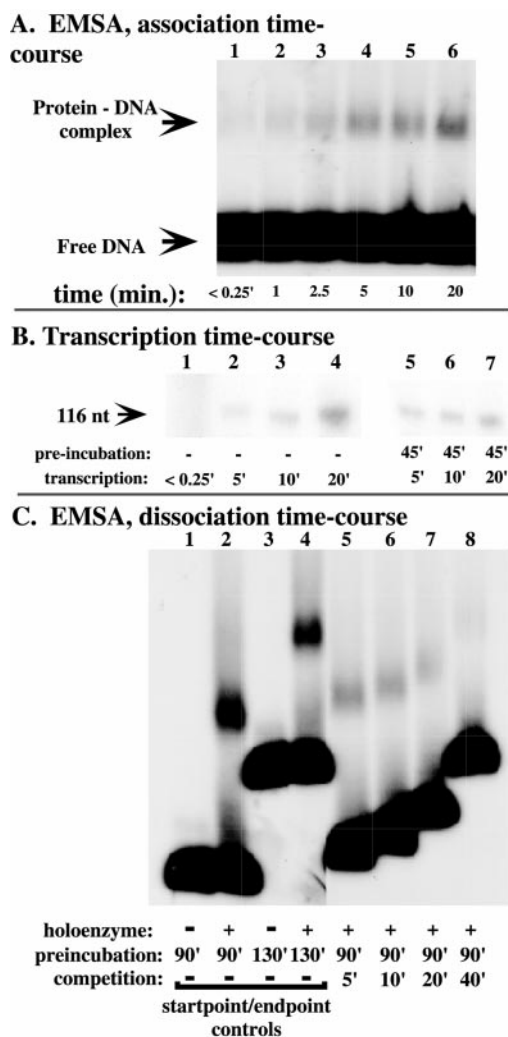 A. EMSA, association time-
course
1 2 3 4 5 6
Protein - DNA
complex
Free DNA
time (min.): < 0.25' 1 2.5 5 10 20
B. Transcription time-course
1 2 3 4 5 6 7
116 nt
pre-incubation: - - - - 45' 45' 45'
transcription: < 0.25' 5' 10' 20' 5' 10' 20'
C. EMSA, dissociation time-course
1 2 3 4 5 6 7 8
holoenzyme: - + - + + + + +
preincubation: 90' 90' 130' 130' 90' 90' 90' 90'
competition: - - - - 5' 10' 20' 40'
startpoint/endpoint
controls